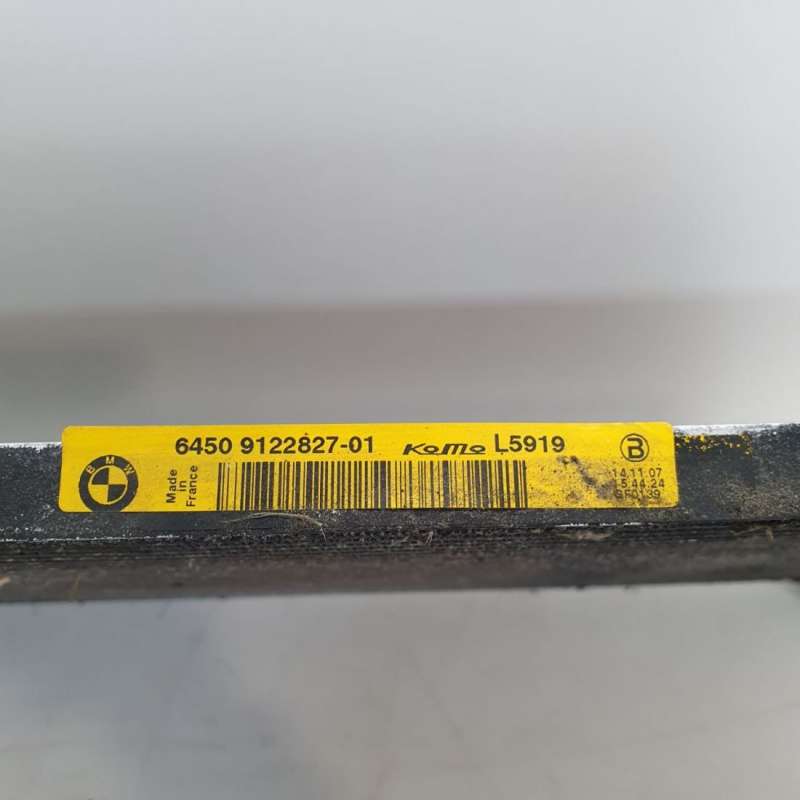 6450 9122827-01 KoMo L5919 B
BMW
Made in France
14.11.07
15.44.24